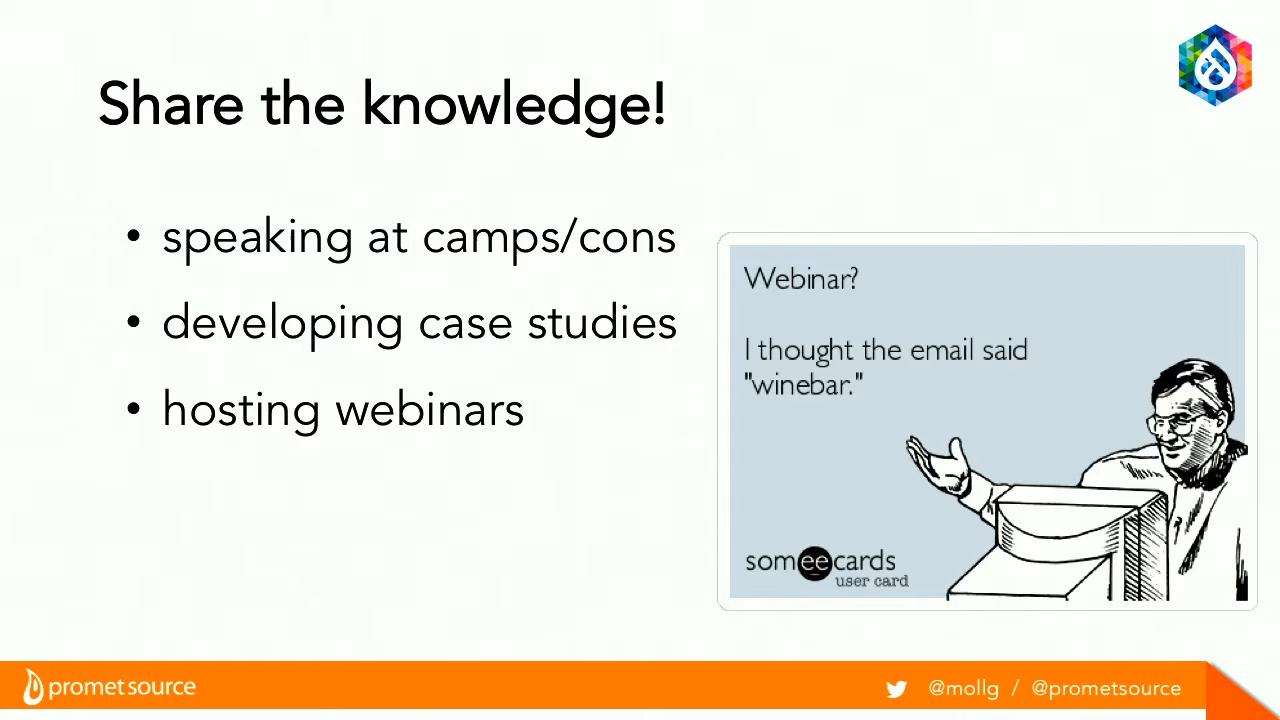 Share the knowledge!
• speaking at camps/cons
• developing case studies
• hosting webinars
Webinar?
I thought the email said
"winebar."
someecards
user card
promet source
@mollg / @prometsource